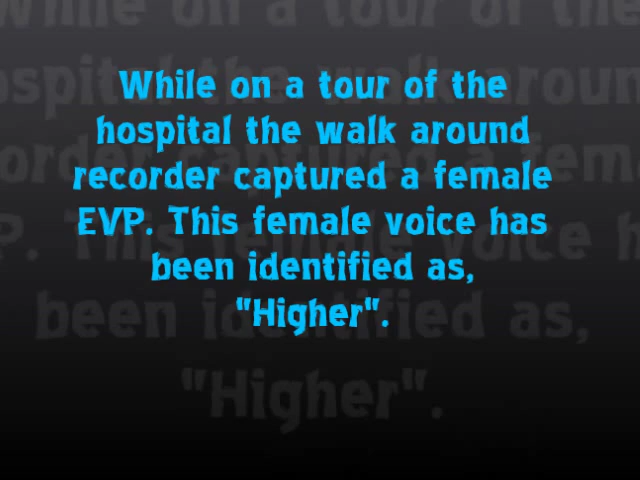 While on a tour of the
hospital the walk around
recorder captured a female
EVP. This female voice has
been identified as,
"Higher".